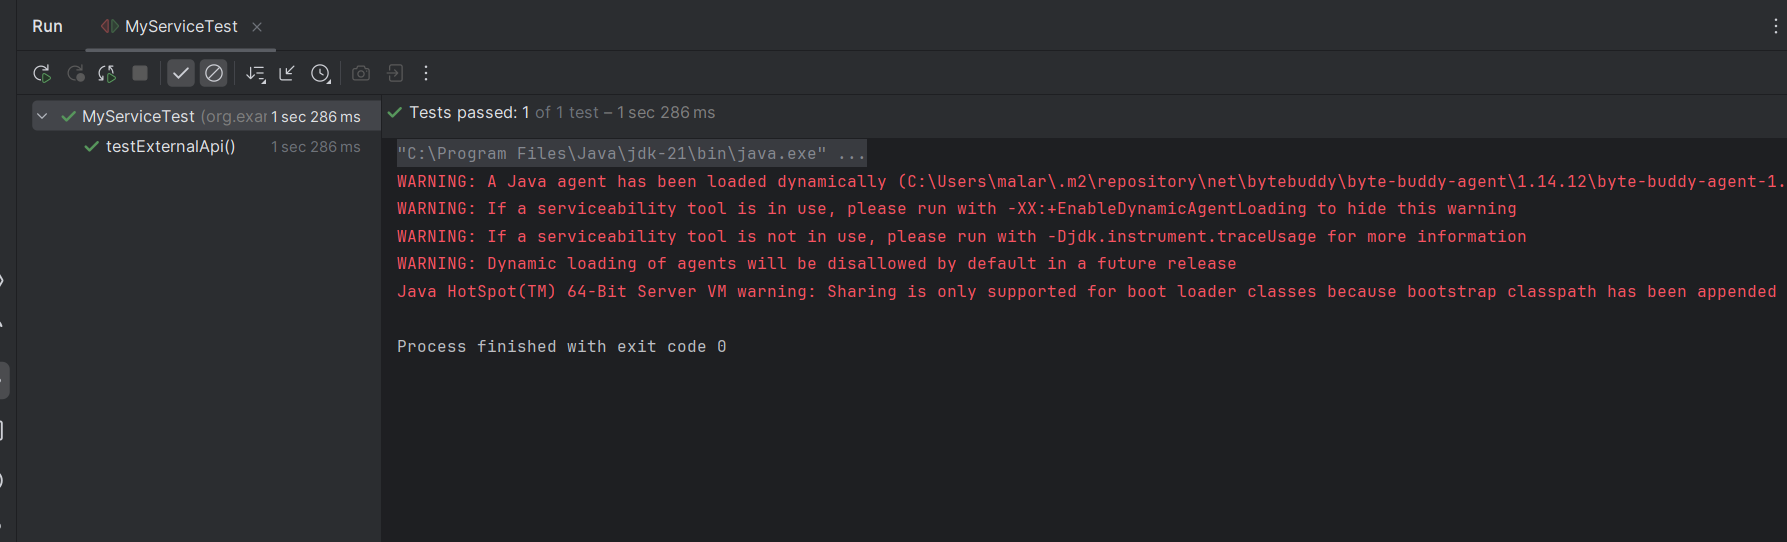 Run MyServiceTest
MyServiceTest (org.exar 1 sec 286 ms
testExternalApi() 1 sec 286 ms
Tests passed: 1 of 1 test – 1 sec 286 ms
"C:\Program Files\Java\jdk-21\bin\java.exe" ...
WARNING: A Java agent has been loaded dynamically (C:\Users\malar\.m2\repository\net\bytebuddy\byte-buddy-agent\1.14.12\byte-buddy-agent-1.
WARNING: If a serviceability tool is in use, please run with -XX:+EnableDynamicAgentLoading to hide this warning
WARNING: If a serviceability tool is not in use, please run with -Djdk.instrument.traceUsage for more information
WARNING: Dynamic loading of agents will be disallowed by default in a future release
Java HotSpot(TM) 64-Bit Server VM warning: Sharing is only supported for boot loader classes because bootstrap classpath has been appended
Process finished with exit code 0